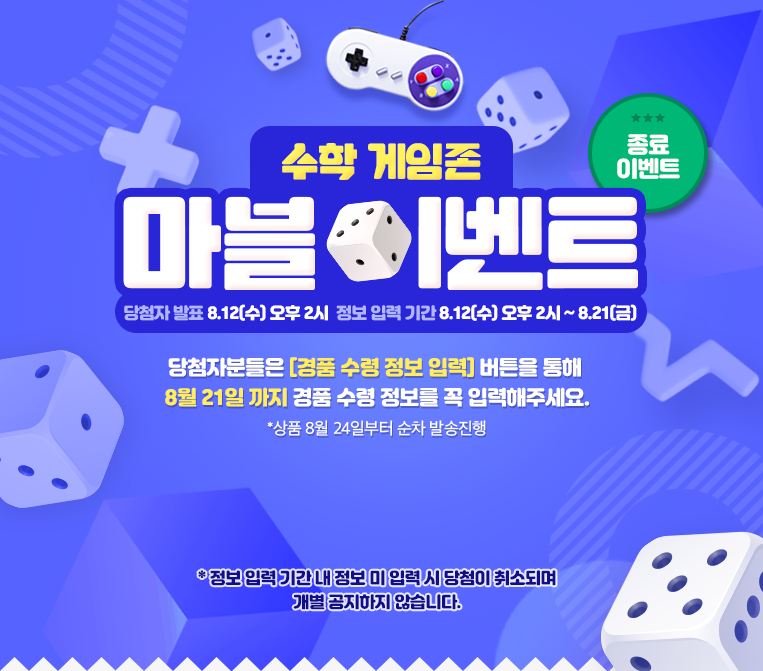 수학 게임존
종료
이벤트
마블 이벤트
당첨자 발표 8.12(수) 오후 2시 정보 입력 기간 8.12(수) 오후 2시 ~ 8.21(금)
당첨자분들은 [경품 수령 정보 입력] 버튼을 통해
8월 21일 까지 경품 수령 정보를 꼭 입력해주세요.
*상품 8월 24일부터 순차 발송진행
* 정보 입력 기간 내 정보 미 입력 시 당첨이 취소되며
개별 공지하지 않습니다.